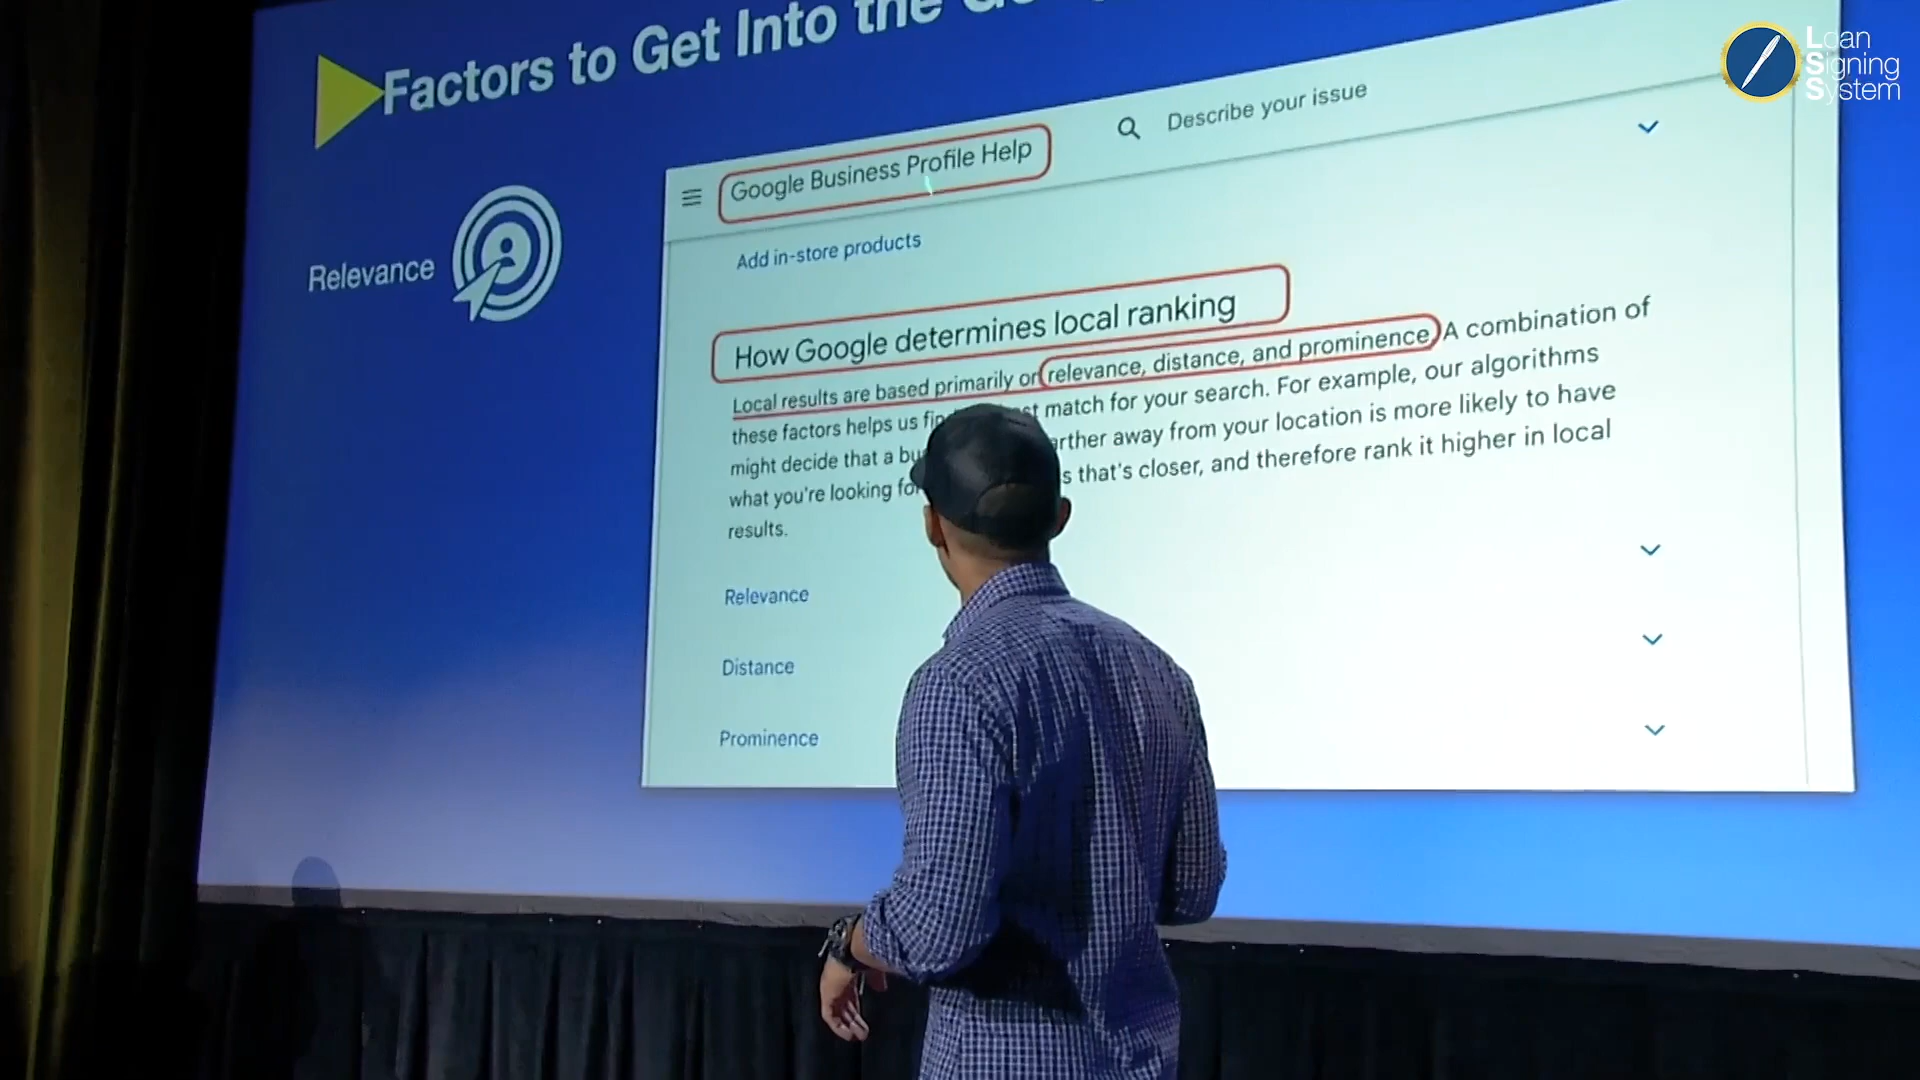 Factors to Get Into the
Loan
Signing
System
Describe your issue
Google Business Profile Help
Relevance
Add in-store products
How Google determines local ranking
Local results are based primarily on relevance, distance, and prominence. A combination of
these factors helps us match for your search. For example, our algorithms
might decide that a away from your location is more likely to have
what you're looking for that's closer, and therefore rank it higher in local
results.
Relevance
Distance
Prominence